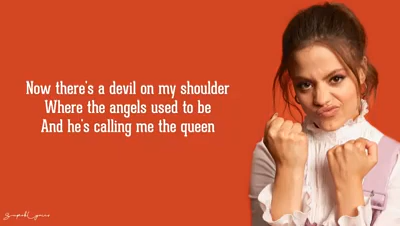 Now there's a devil on my shoulder
Where the angels used to be
And he's calling me the queen